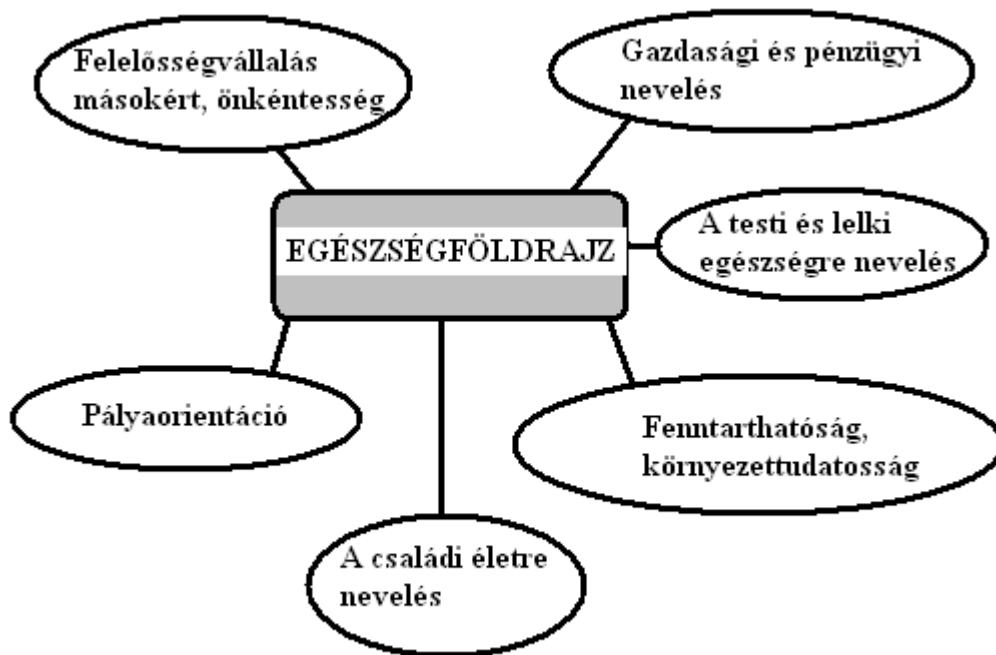 Felelősségvállalás
másokért, önkéntesség
Gazdasági és pénzügyi
nevelés
EGÉSZSÉGFÖLDRAJZ
A testi és lelki
egészségre nevelés
Pályaorientáció
Fenntarthatóság,
környezettudatosság
A családi életre
nevelés